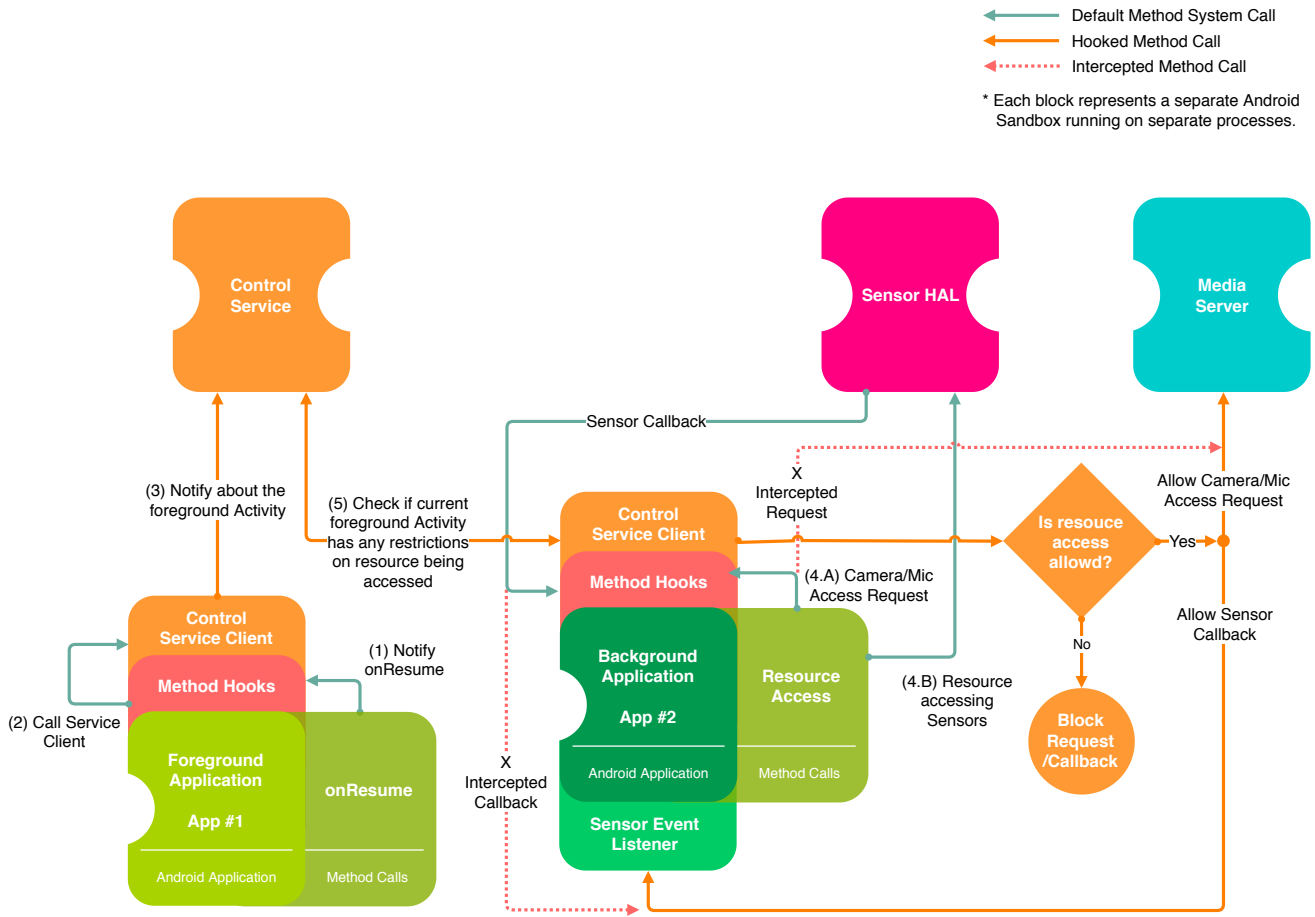 Default Method System Call
Hooked Method Call
Intercepted Method Call
* Each block represents a separate Android
Sandbox running on separate processes.
Control
Service
Sensor HAL
Media
Server
Sensor Callback
(3) Notify about the
foreground Activity
(5) Check if current
foreground Activity
has any restrictions
on resource being
accessed
X
Intercepted
Request
Allow Camera/Mic
Access Request
Control
Service Client
Method Hooks
(4.A) Camera/Mic
Access Request
Is resouce
access
allowd?
Yes
Allow Sensor
Callback
No
Control
Service Client
Method Hooks
(1) Notify
onResume
(2) Call Service
Client
Background
Application
App #2
Android Application
Resource
Access
Method Calls
(4.B) Resource
accessing
Sensors
Block
Request
/Callback
Foreground
Application
App #1
Android Application
onResume
Method Calls
X
Intercepted
Callback
Sensor Event
Listener